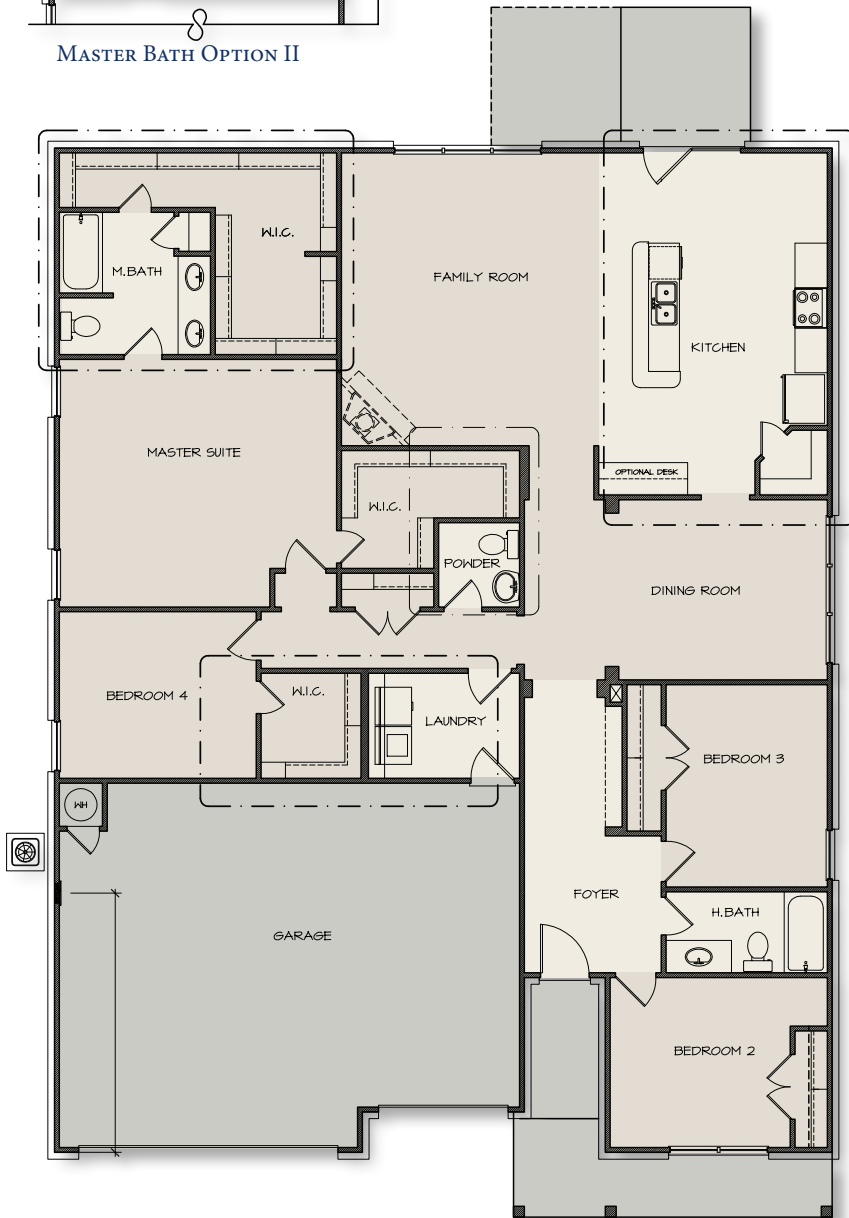 Master Bath Option II
W.I.C.
M.BATH
FAMILY ROOM
KITCHEN
MASTER SUITE
OPTIONAL DESK
W.I.C.
POWDER
DINING ROOM
BEDROOM 4
W.I.C.
LAUNDRY
BEDROOM 3
WH
FOYER
H.BATH
GARAGE
BEDROOM 2